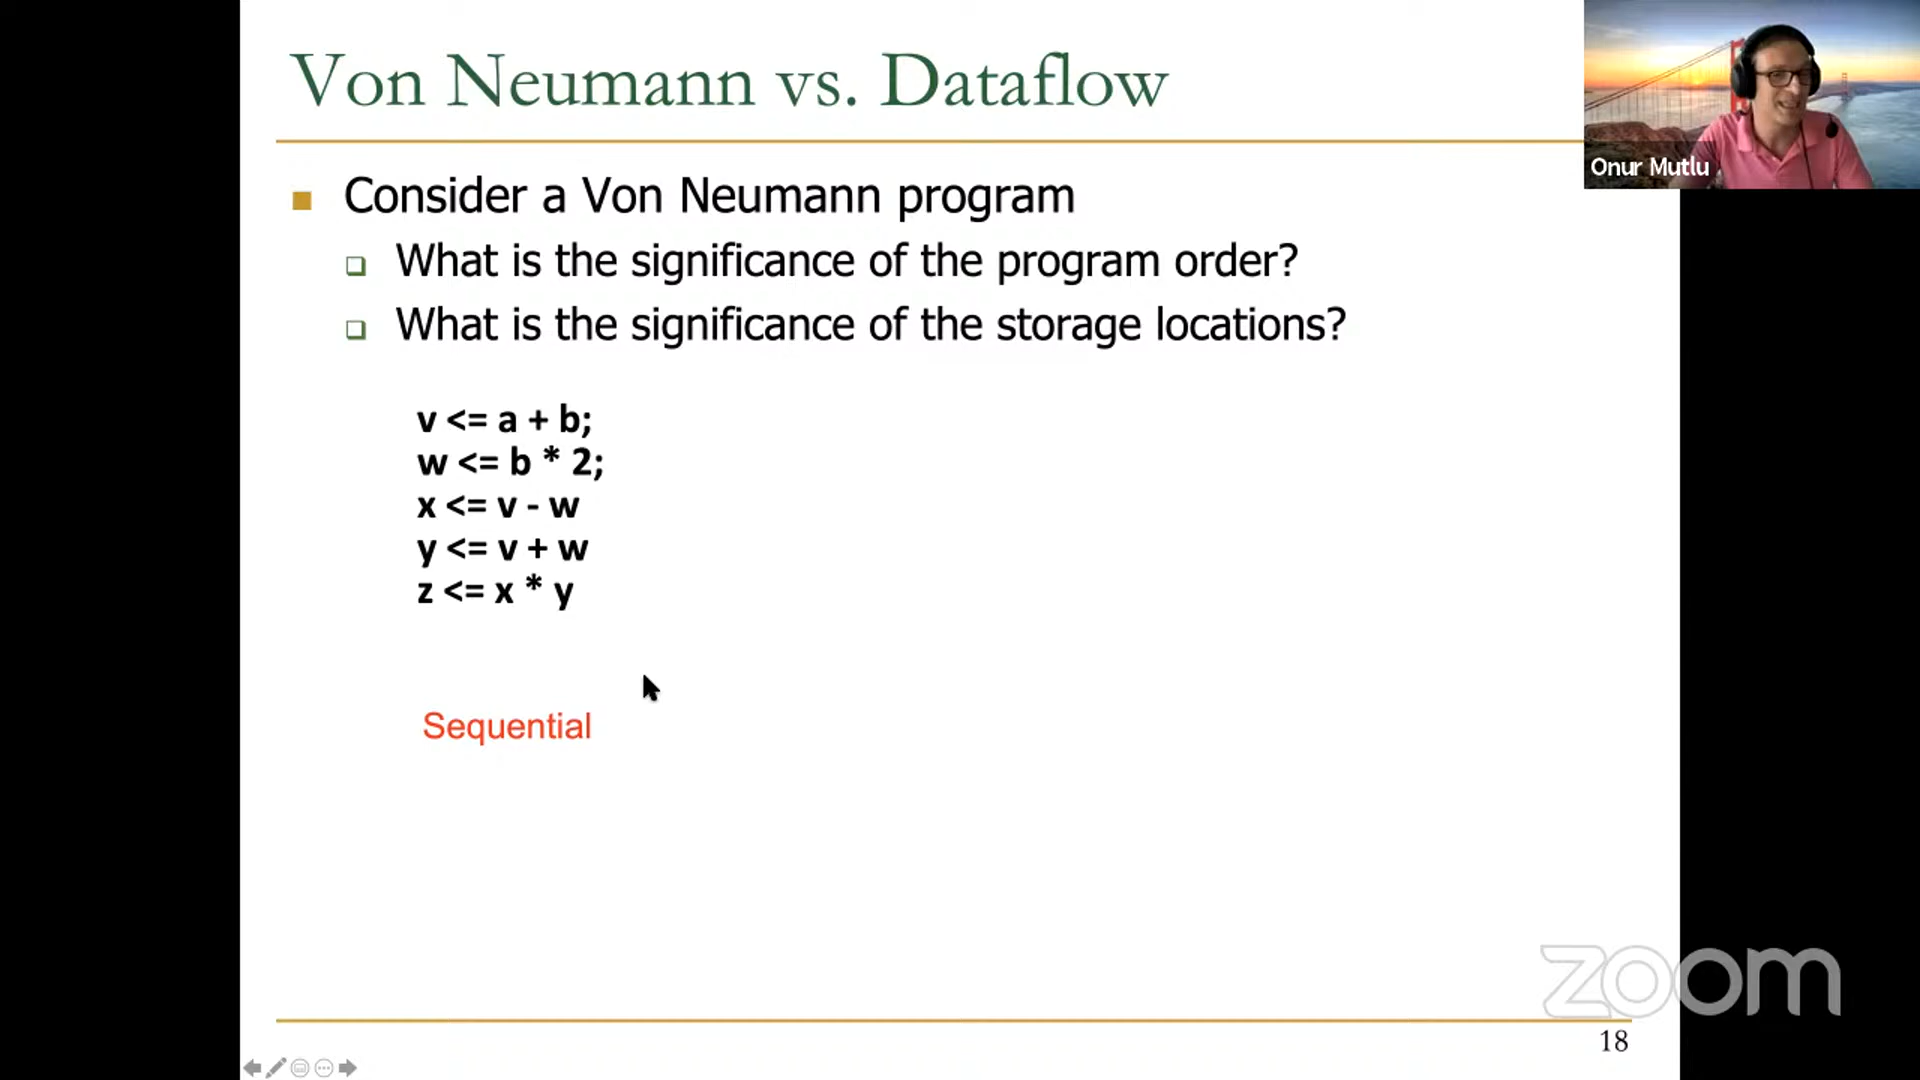 Von Neumann vs. Dataflow
Onur Mutlu
Consider a Von Neumann program
What is the significance of the program order?
What is the significance of the storage locations?
v <= a + b;
w <= b * 2;
x <= v - w
y <= v + w
z <= x * y
Sequential
zoom
18